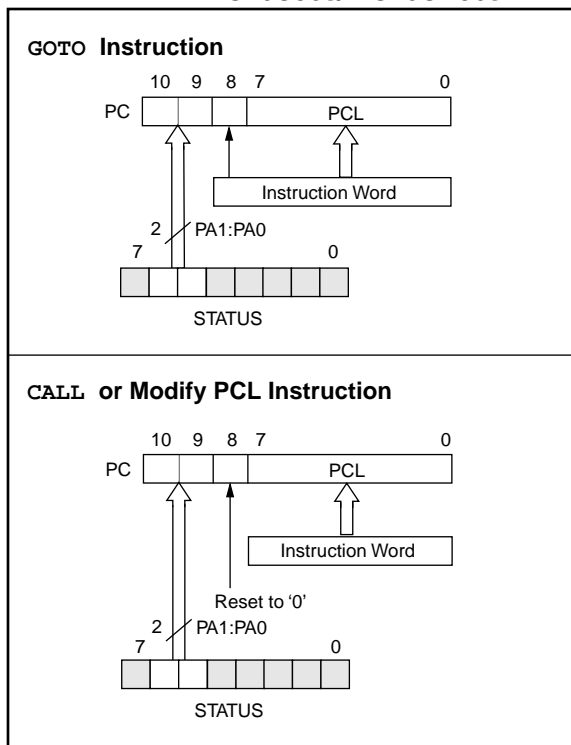 GOTO Instruction
10 9 8 7 0
PC PCL
Instruction Word
2 PA1:PA0
7 0
STATUS
CALL or Modify PCL Instruction
10 9 8 7 0
PC PCL
Instruction Word
Reset to '0'
2 PA1:PA0
7 0
STATUS